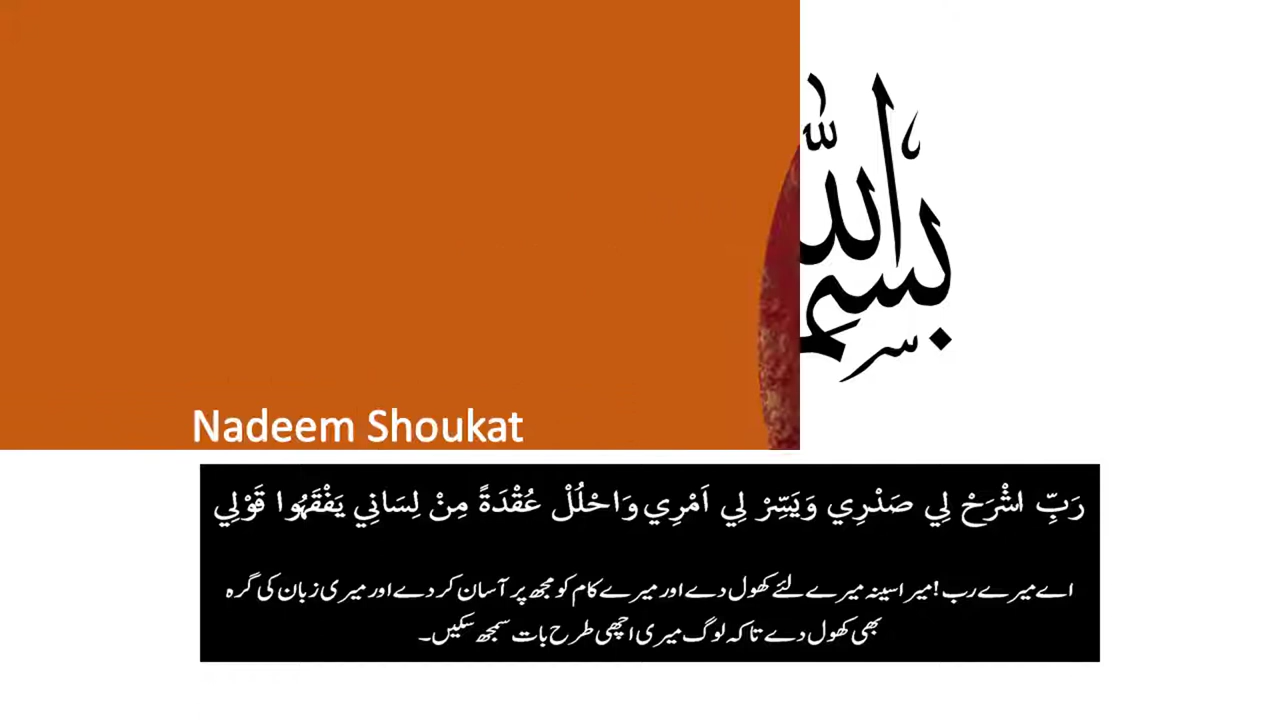 بسم الله
Nadeem Shoukat
رَبِّ اشْرَحْ لِي صَدْرِي وَيَسِّرْ لِي اَمْرِي وَاحْلُلْ عُقْدَةً مِنْ لِسَانِي يَفْقَهُوا قَوْلِي
اے میرے رب! میرا سینہ میرے لئے کھول دے اور میرے کام کو مجھ پر آسان کر دے اور میری زبان کی گرہ
بھی کھول دے تاکہ لوگ میری اچھی طرح بات سمجھ سکیں۔